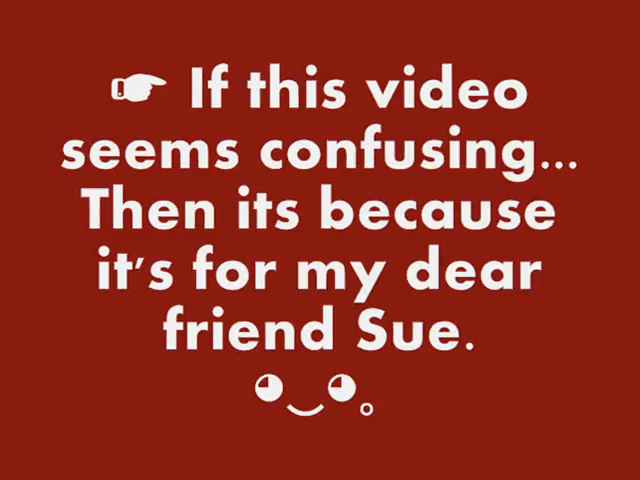 ☛ If this video
seems confusing...
Then its because
it's for my dear
friend Sue.